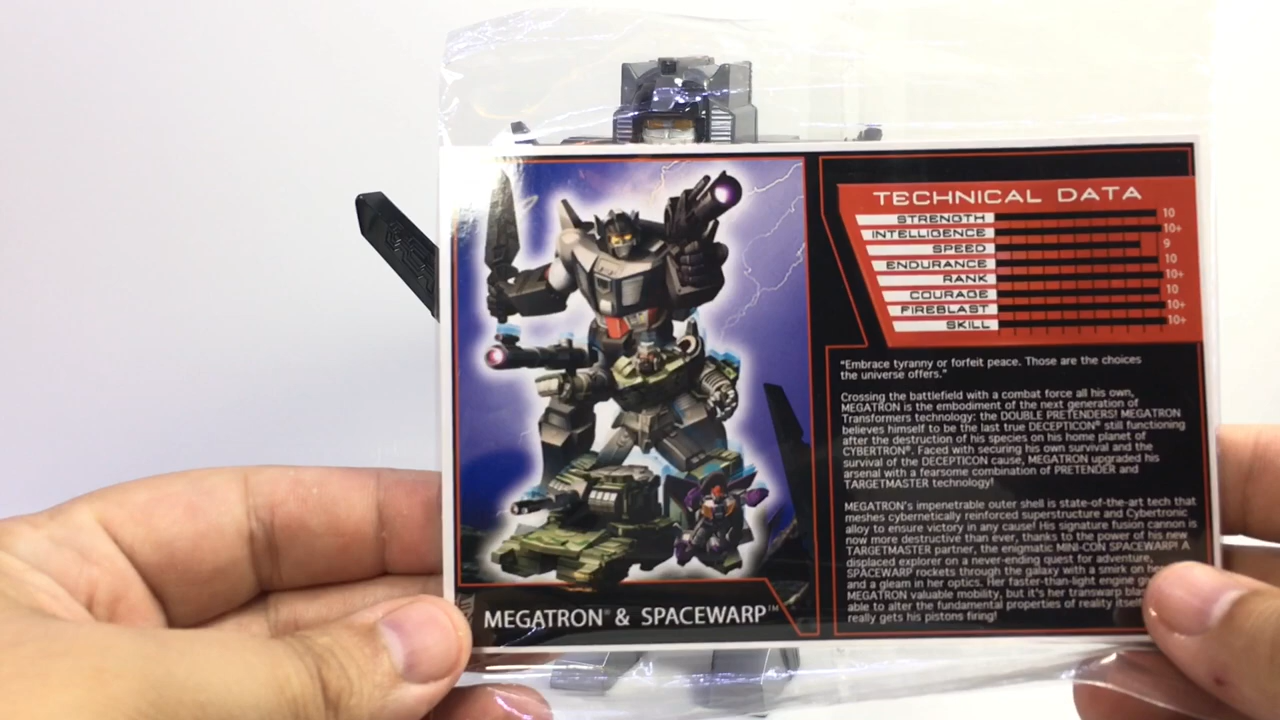 TECHNICAL DATA
STRENGTH 10
INTELLIGENCE 10+
SPEED 9
ENDURANCE 10
RANK 10+
COURAGE 10
FIREBLAST 10+
SKILL 10+
“Embrace tyranny or forfeit peace. Those are the choices
the universe offers.”
Crossing the battlefield with a combat force all his own,
MEGATRON is the embodiment of the next generation of
Transformers technology: the DOUBLE PRETENDERS! MEGATRON
believes himself to be the last true DECEPTICON® still functioning
after the destruction of his species on his home planet of
CYBERTRON®. Faced with securing his own survival and the
survival of the DECEPTICON cause, MEGATRON upgraded his
arsenal with a fearsome combination of PRETENDER and
TARGETMASTER technology!
MEGATRON's impenetrable outer shell is state-of-the-art tech that
meshes cybernetically reinforced superstructure and Cybertronic
alloy to ensure victory in any cause! His signature fusion cannon is
now more destructive than ever, thanks to the power of his new
TARGETMASTER partner, the enigmatic MINI-CON SPACEWARP! A
displaced explorer on a never-ending quest for adventure,
SPACEWARP rockets through the galaxy with a smirk on
and a gleam in her optics. Her faster-than-light engine
MEGATRON valuable mobility, but it's her transwarp
able to alter the fundamental properties of reality itself
really gets his pistons firing!
MEGATRON® & SPACEWARP™